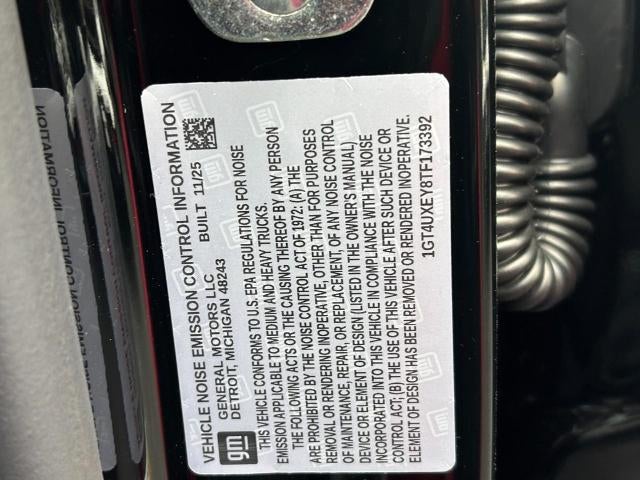 VEHICLE NOISE EMISSION CONTROL INFORMATION
GENERAL MOTORS LLC BUILT 11/25
DETROIT, MICHIGAN 48243
gm
THIS VEHICLE CONFORMS TO U.S. EPA REGULATIONS FOR NOISE
EMISSION APPLICABLE TO MEDIUM AND HEAVY TRUCKS.
THE FOLLOWING ACTS OR THE CAUSING THEREOF BY ANY PERSON
ARE PROHIBITED BY THE NOISE CONTROL ACT OF 1972: (A) THE
REMOVAL OR RENDERING INOPERATIVE, OTHER THAN FOR PURPOSES
OF MAINTENANCE, REPAIR, OR REPLACEMENT, OF ANY NOISE CONTROL
DEVICE OR ELEMENT OF DESIGN (LISTED IN THE OWNER'S MANUAL)
INCORPORATED INTO THIS VEHICLE IN COMPLIANCE WITH THE NOISE
CONTROL ACT; (B) THE USE OF THIS VEHICLE AFTER SUCH DEVICE OR
ELEMENT OF DESIGN HAS BEEN REMOVED OR RENDERED INOPERATIVE.
1GT4UXEY8TF173392